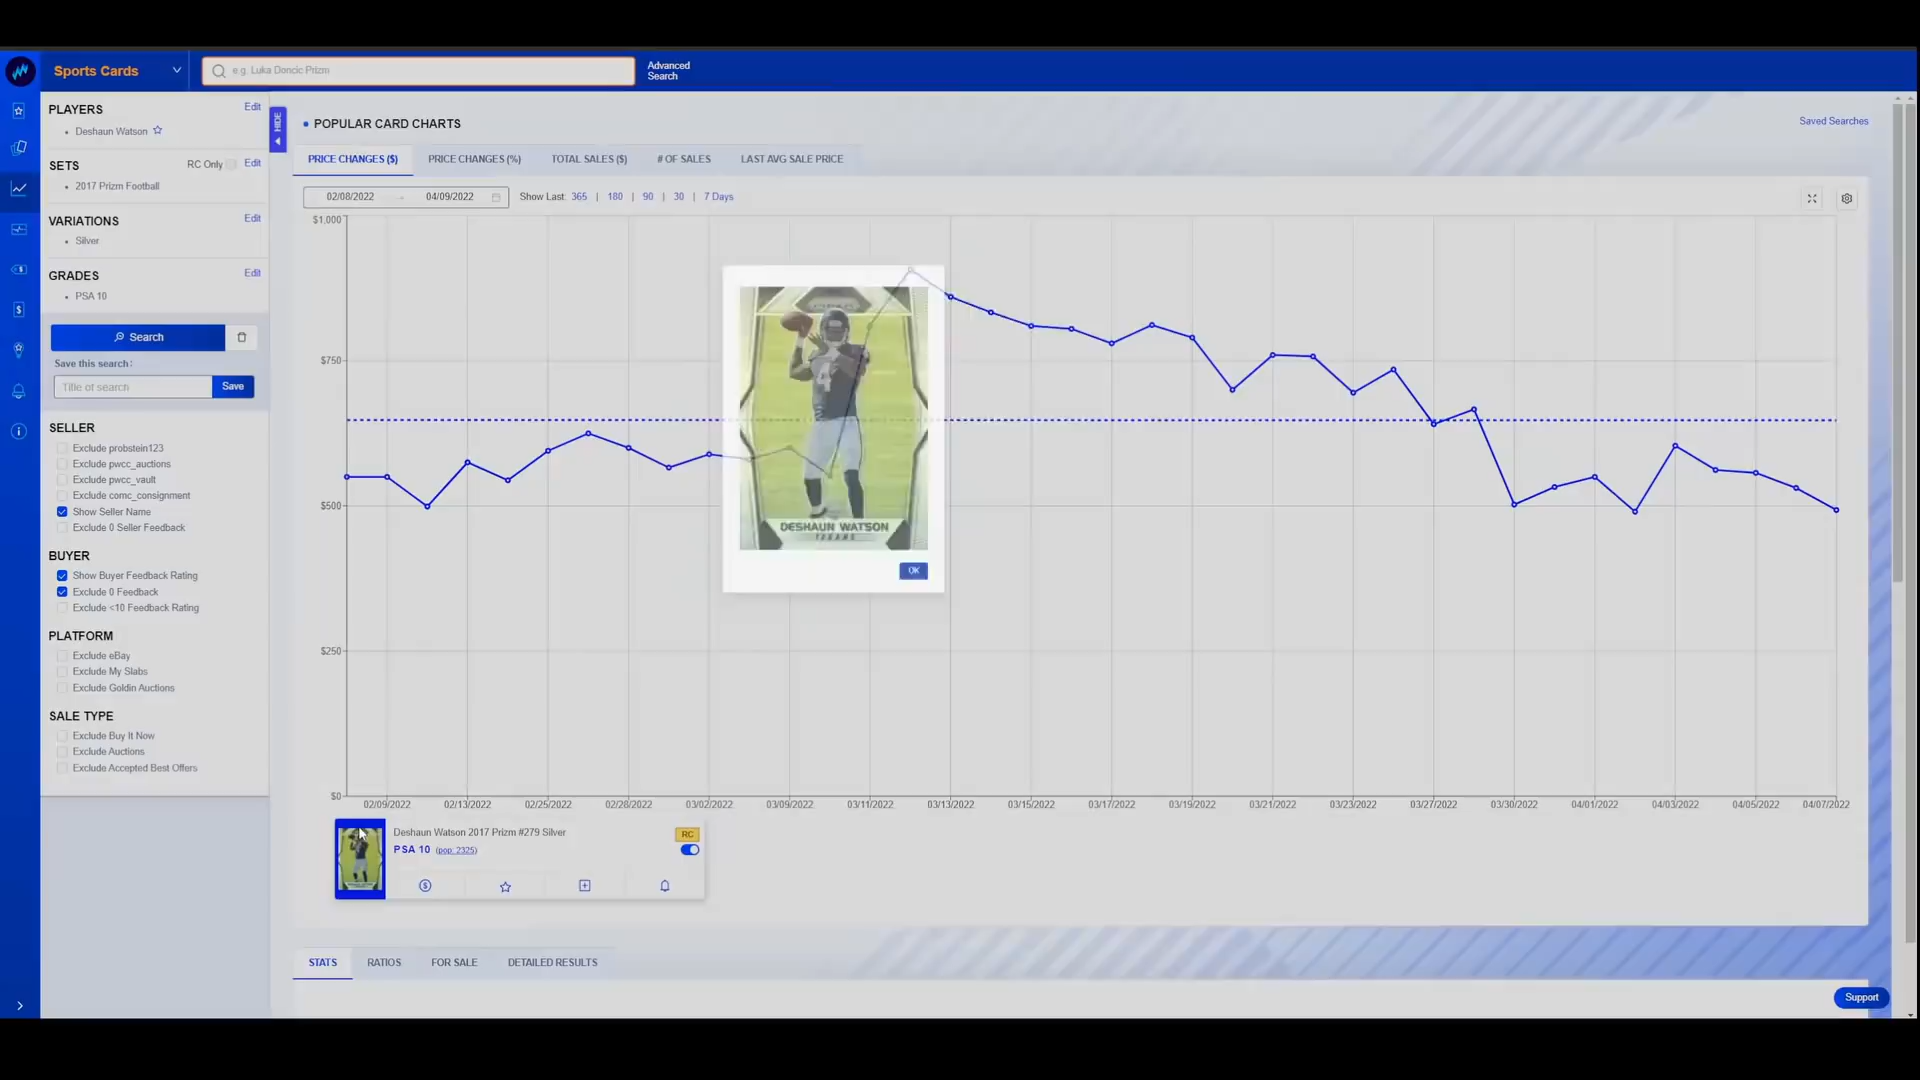 Sports Cards
e.g. Luka Doncic Prizm
Advanced
Search
PLAYERS
Edit
Deshaun Watson
SETS
RC Only
Edit
2017 Prizm Football
VARIATIONS
Edit
Silver
GRADES
Edit
PSA 10
Search
Save this search:
Title of search
Save
SELLER
Exclude probstein123
Exclude pwcc_auctions
Exclude pwcc_vault
Exclude comc_consignment
Show Seller Name
Exclude 0 Seller Feedback
BUYER
Show Buyer Feedback Rating
Exclude 0 Feedback
Exclude <10 Feedback Rating
PLATFORM
Exclude eBay
Exclude My Slabs
Exclude Goldin Auctions
SALE TYPE
Exclude Buy It Now
Exclude Auctions
Exclude Accepted Best Offers
HIDE
POPULAR CARD CHARTS
Saved Searches
PRICE CHANGES ($)
PRICE CHANGES (%)
TOTAL SALES ($)
# OF SALES
LAST AVG SALE PRICE
02/08/2022 → 04/09/2022
Show Last: 365 | 180 | 90 | 30 | 7 Days
$1,000
$750
$500
$250
$0
4
DESHAUN WATSON
TEXANS
OK
02/09/2022 02/13/2022 02/25/2022 02/28/2022 03/02/2022 03/09/2022 03/11/2022 03/13/2022 03/15/2022 03/17/2022 03/19/2022 03/21/2022 03/23/2022 03/27/2022 03/30/2022 04/01/2022 04/03/2022 04/05/2022 04/07/2022
Deshaun Watson 2017 Prizm #279 Silver
RC
PSA 10 (pop: 2325)
STATS
RATIOS
FOR SALE
DETAILED RESULTS
Support